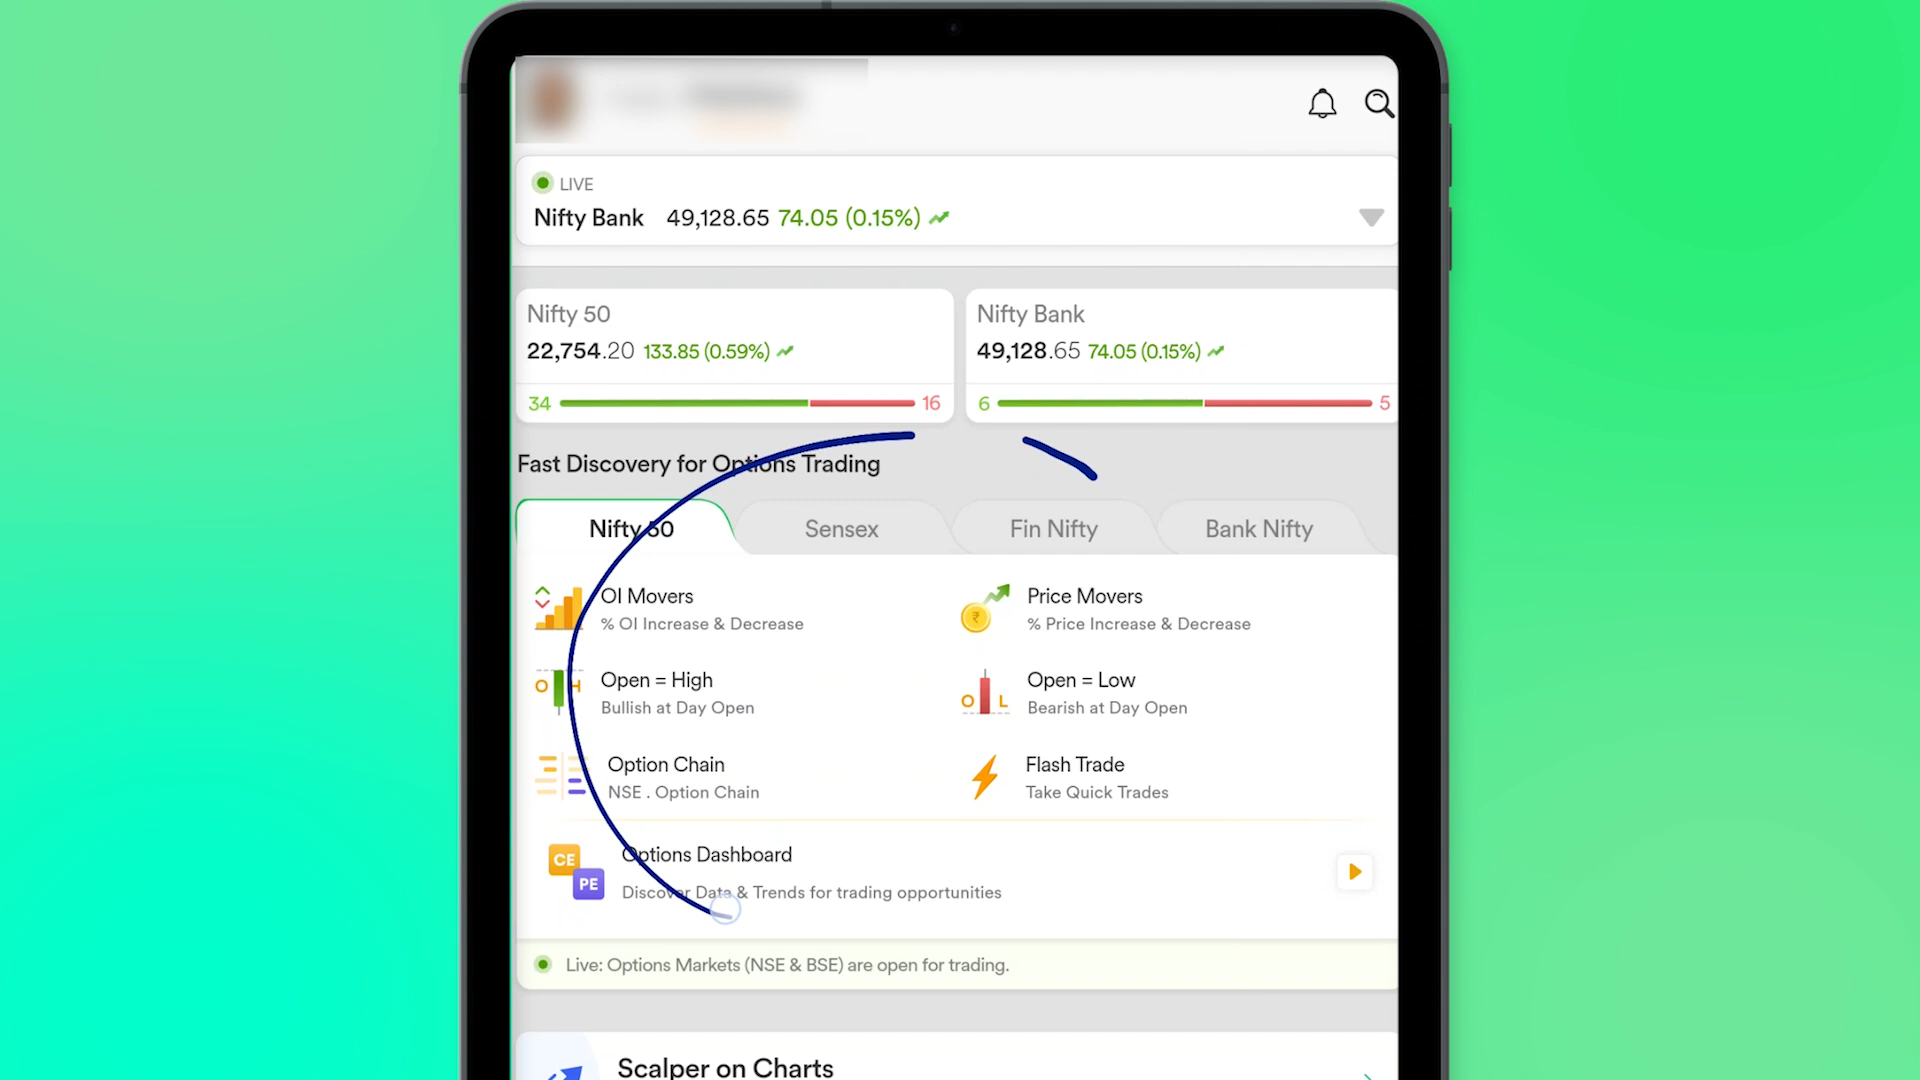 LIVE
Nifty Bank 49,128.65 74.05 (0.15%)
Nifty 50
22,754.20 133.85 (0.59%)
34 16
Nifty Bank
49,128.65 74.05 (0.15%)
6 5
Fast Discovery for Options Trading
Nifty 50 Sensex Fin Nifty Bank Nifty
OI Movers
% OI Increase & Decrease
Price Movers
% Price Increase & Decrease
O H
Open = High
Bullish at Day Open
O L
Open = Low
Bearish at Day Open
Option Chain
NSE . Option Chain
Flash Trade
Take Quick Trades
CE
PE
Options Dashboard
Discover Data & Trends for trading opportunities
Live: Options Markets (NSE & BSE) are open for trading.
Scalper on Charts